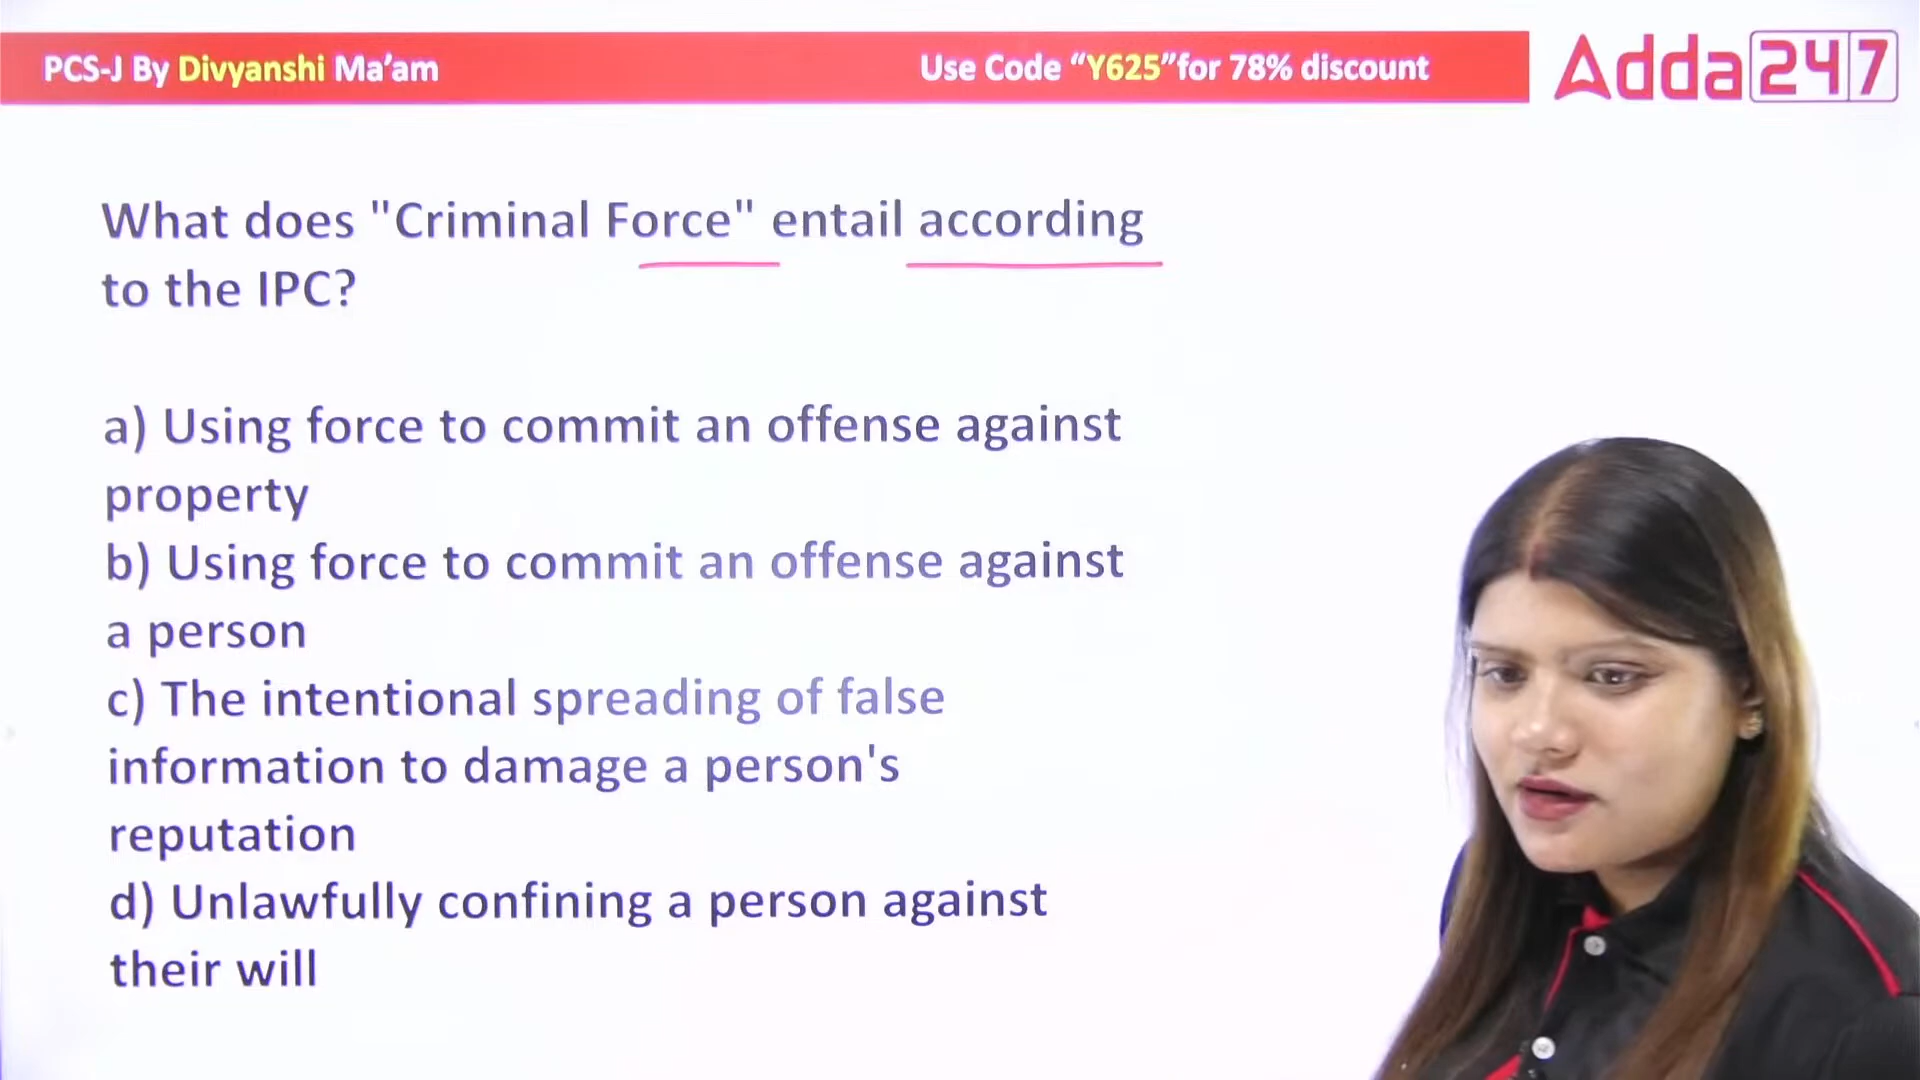 PCS-J By Divyanshi Ma’am
Use Code “Y625”for 78% discount
Adda247
What does "Criminal Force" entail according
to the IPC?
a) Using force to commit an offense against
property
b) Using force to commit an offense against
a person
c) The intentional spreading of false
information to damage a person's
reputation
d) Unlawfully confining a person against
their will